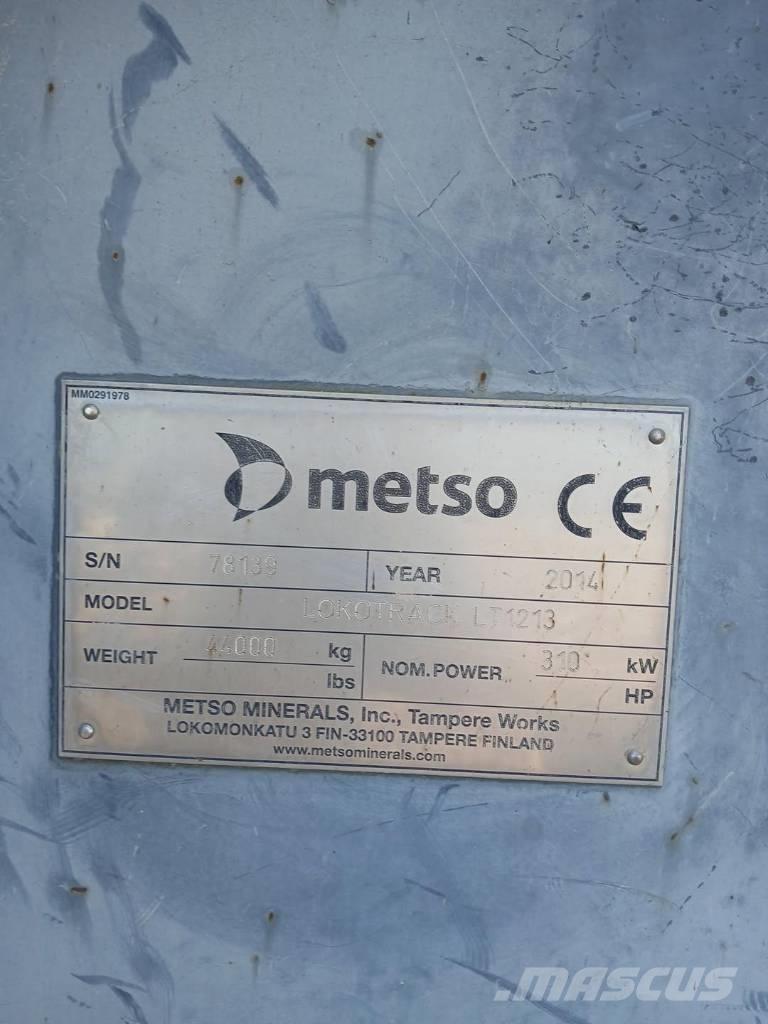 MM0291978
metso CE
S/N 78139 YEAR 2014
MODEL LOKOTRACK LT1213
WEIGHT 44000 kg NOM.POWER 310 kW
lbs HP
METSO MINERALS, Inc., Tampere Works
LOKOMONKATU 3 FIN-33100 TAMPERE FINLAND
www.metsominerals.com
MASCUS